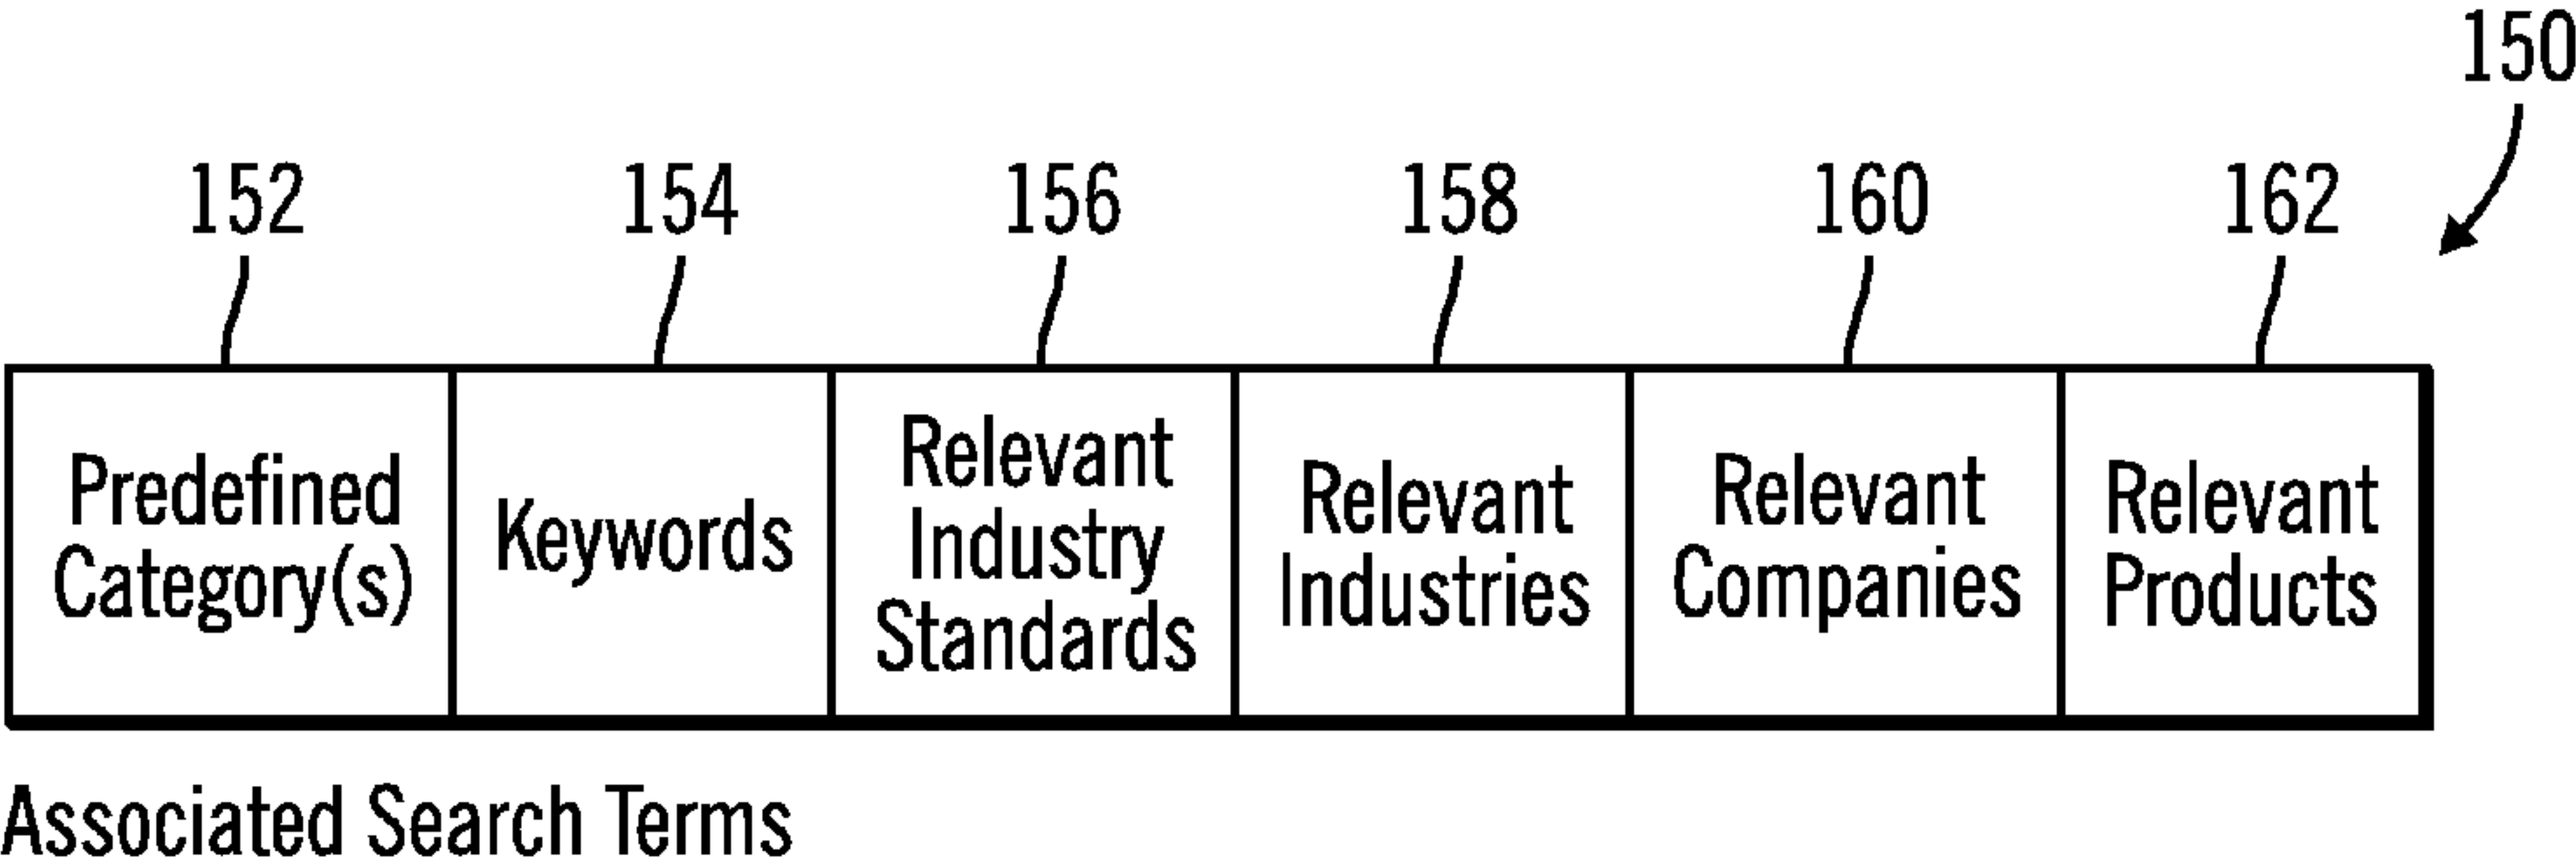 150
152 154 156 158 160 162
Predefined
Category(s)
Keywords
Relevant
Industry
Standards
Relevant
Industries
Relevant
Companies
Relevant
Products
Associated Search Terms